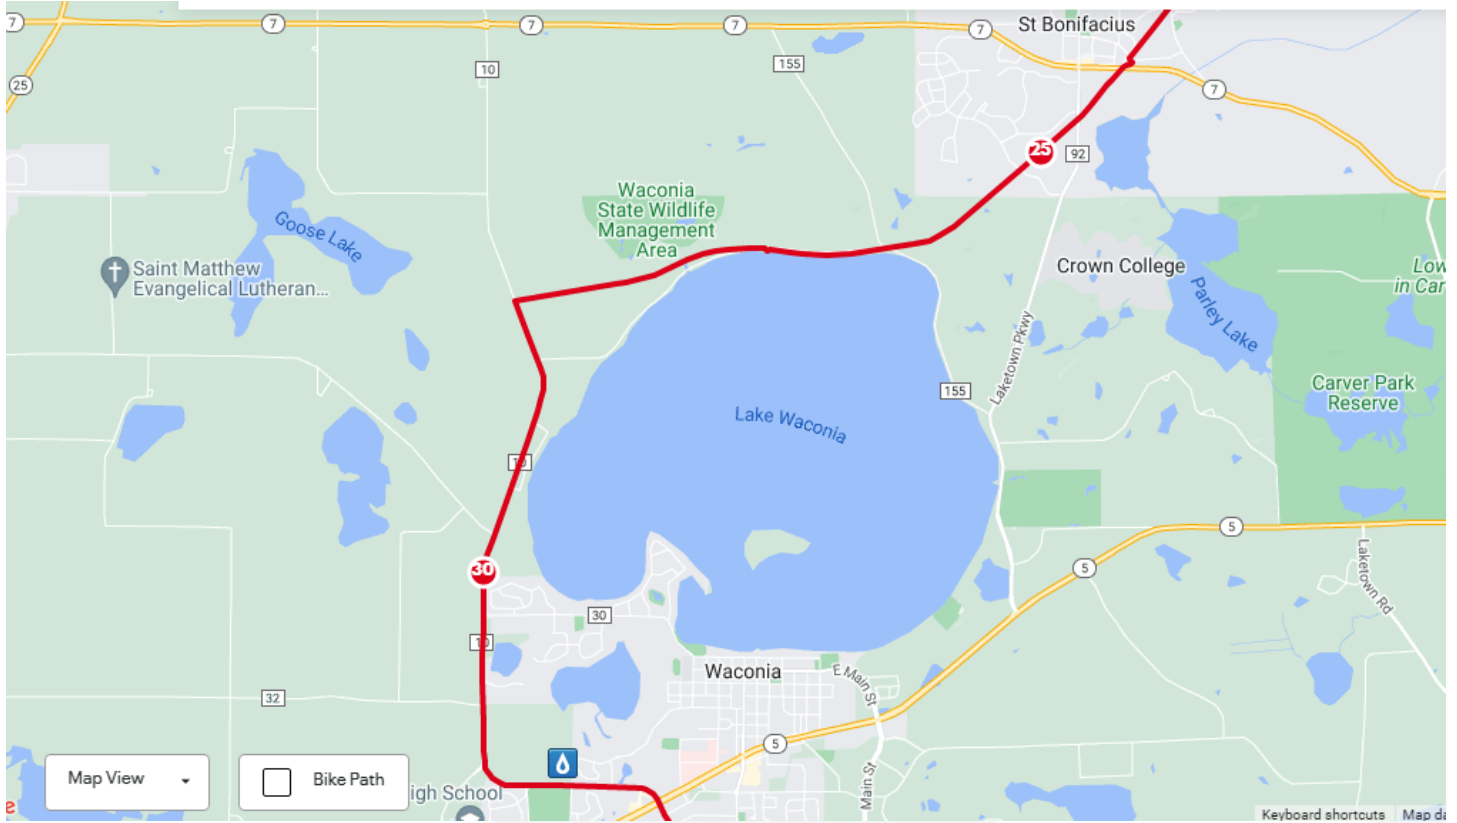 7
7
7
7
7
St Bonifacius
10
155
25
7
25
92
Waconia
State Wildlife
Management
Area
Goose Lake
Saint Matthew
Evangelical Lutheran...
Crown College
Low
in Car
Parley Lake
Laketown Pkwy
155
Carver Park
Reserve
Lake Waconia
10
5
5
30
30
Laketown Rd
10
Waconia
E Main St
32
5
Main St
Map View
Bike Path
igh School
e
Keyboard shortcuts
Map da